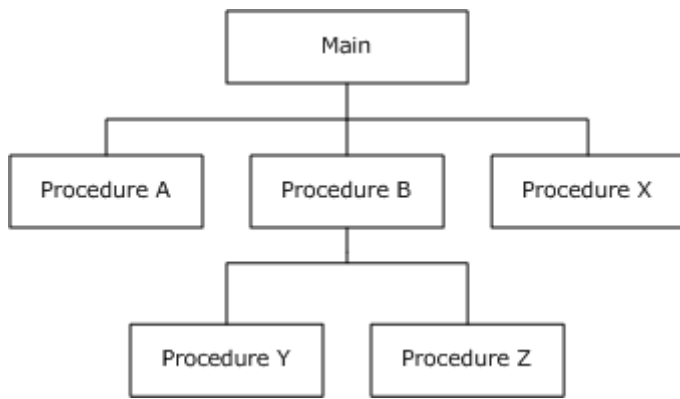 Main
Procedure A
Procedure B
Procedure X
Procedure Y
Procedure Z